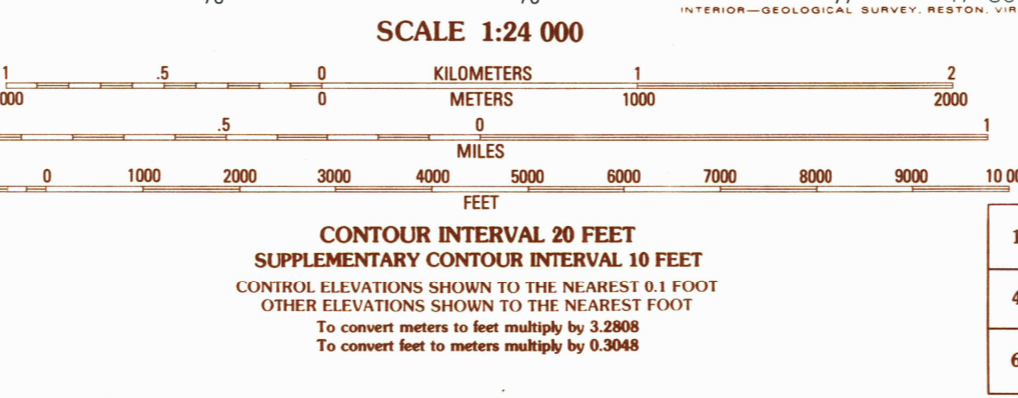 INTERIOR—GEOLOGICAL SURVEY, RESTON, VIR
SCALE 1:24 000
1 .5 0 KILOMETERS 1 2
000 0 METERS 1000 2000
.5 0 1
MILES
0 1000 2000 3000 4000 5000 6000 7000 8000 9000 10 00
FEET
CONTOUR INTERVAL 20 FEET
SUPPLEMENTARY CONTOUR INTERVAL 10 FEET
CONTROL ELEVATIONS SHOWN TO THE NEAREST 0.1 FOOT
OTHER ELEVATIONS SHOWN TO THE NEAREST FOOT
To convert meters to feet multiply by 3.2808
To convert feet to meters multiply by 0.3048
1
4
6